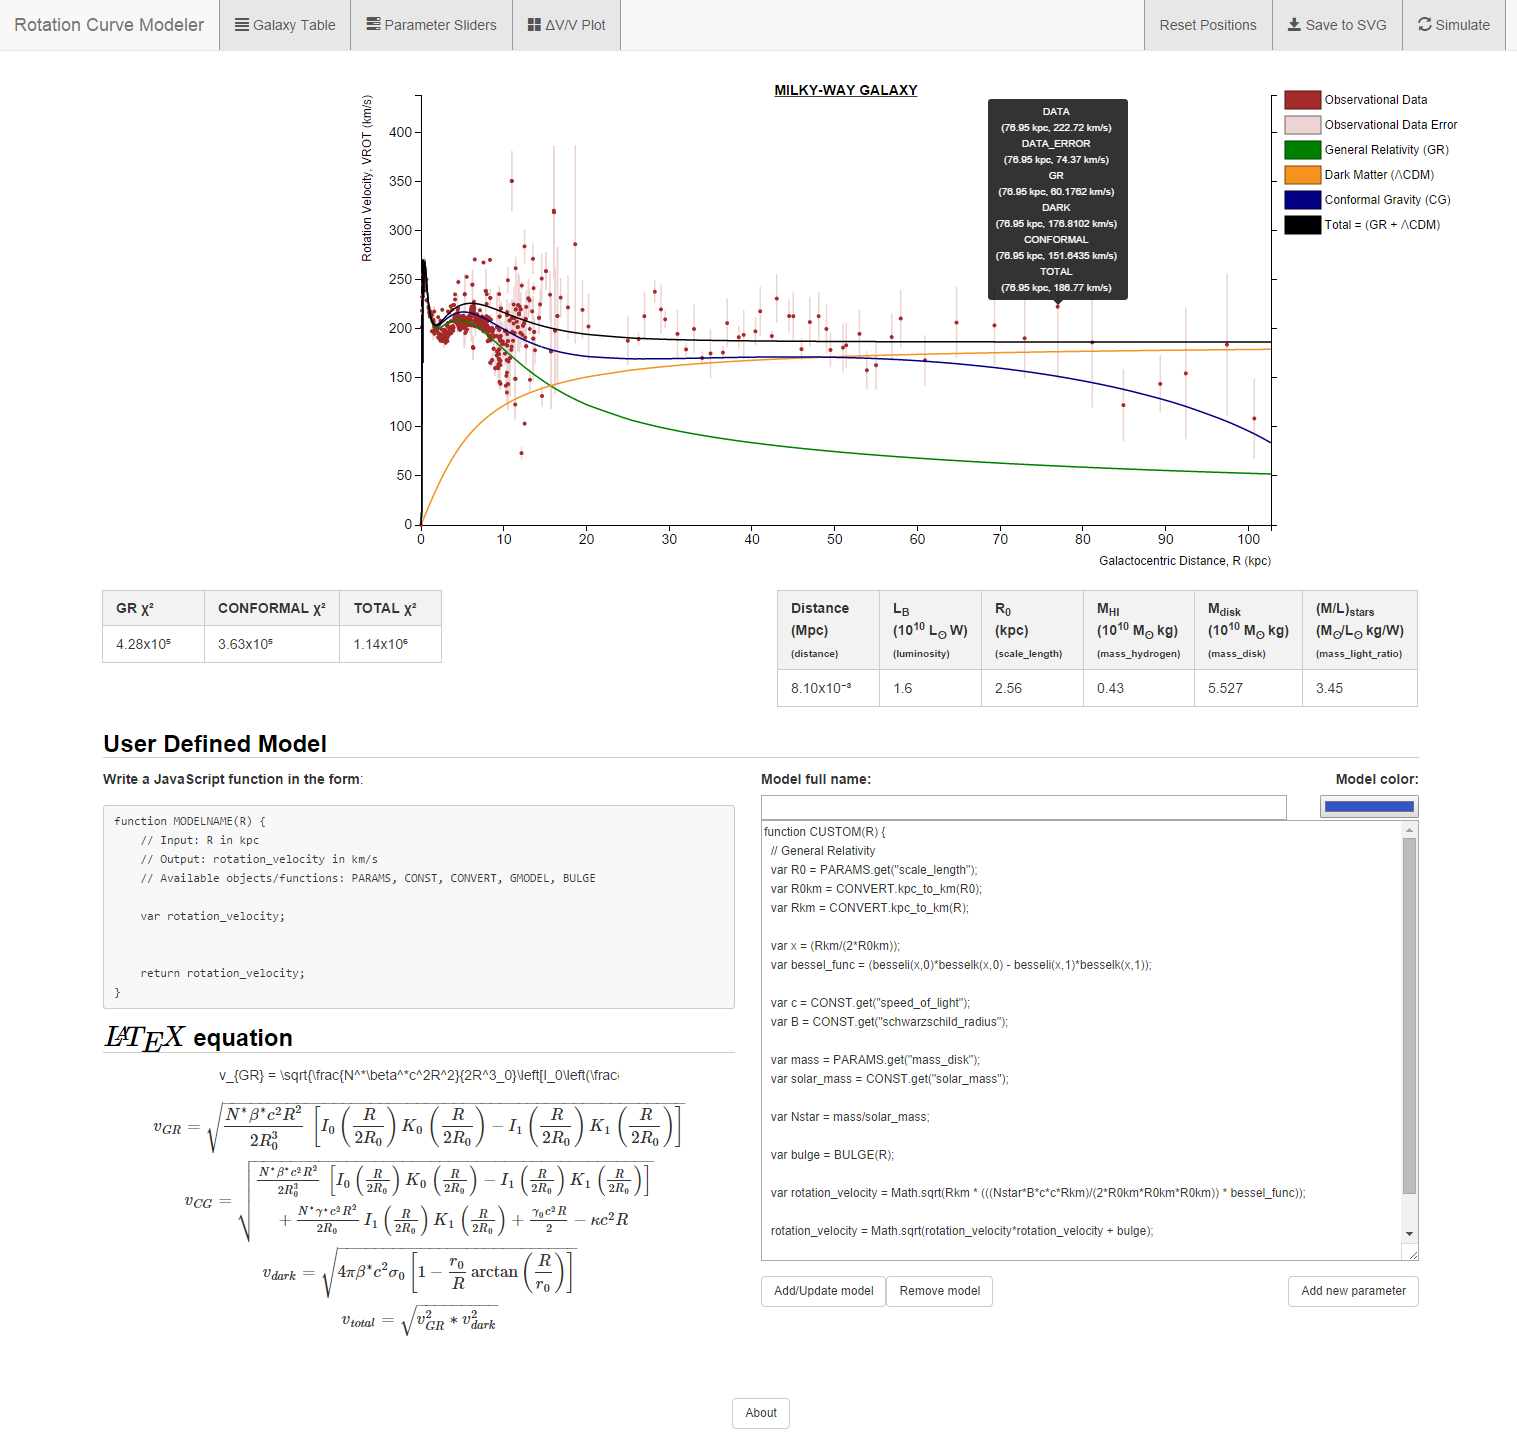 Rotation Curve Modeler
Galaxy Table
Parameter Sliders
ΔV/V Plot
Reset Positions
Save to SVG
Simulate
MILKY-WAY GALAXY
Rotation Velocity, VROT (km/s)
400
350
300
250
200
150
100
50
0
0 10 20 30 40 50 60 70 80 90 100
Galactocentric Distance, R (kpc)
DATA
(76.95 kpc, 222.72 km/s)
DATA_ERROR
(76.95 kpc, 74.37 km/s)
GR
(76.95 kpc, 60.1762 km/s)
DARK
(76.95 kpc, 176.8102 km/s)
CONFORMAL
(76.95 kpc, 151.6435 km/s)
TOTAL
(76.95 kpc, 186.77 km/s)
Observational Data
Observational Data Error
General Relativity (GR)
Dark Matter (ΛCDM)
Conformal Gravity (CG)
Total = (GR + ΛCDM)
GR χ² CONFORMAL χ² TOTAL χ²
4.28x10⁵ 3.63x10⁵ 1.14x10⁶
Distance L_B R_0 M_HI M_disk (M/L)_stars
(Mpc) (10^10 L⊙ W) (kpc) (10^10 M⊙ kg) (10^10 M⊙ kg) (M⊙/L⊙ kg/W)
(distance) (luminosity) (scale_length) (mass_hydrogen) (mass_disk) (mass_light_ratio)
8.10x10⁻³ 1.6 2.56 0.43 5.527 3.45
User Defined Model
Write a JavaScript function in the form:
function MODELNAME(R) {
// Input: R in kpc
// Output: rotation_velocity in km/s
// Available objects/functions: PARAMS, CONST, CONVERT, GMODEL, BULGE
var rotation_velocity;
return rotation_velocity;
}
LATEX equation
v_{GR} = \sqrt{\frac{N^*\beta^*c^2R^2}{2R^3_0}\left[I_0\left(\frac
v_{GR} = \sqrt{\frac{N^*\beta^*c^2R^2}{2R_0^3}\left[I_0\left(\frac{R}{2R_0}\right)K_0\left(\frac{R}{2R_0}\right)-I_1\left(\frac{R}{2R_0}\right)K_1\left(\frac{R}{2R_0}\right)\right]}
v_{CG} = \sqrt{\frac{N^*\beta^*c^2R^2}{2R_0^3}\left[I_0\left(\frac{R}{2R_0}\right)K_0\left(\frac{R}{2R_0}\right)-I_1\left(\frac{R}{2R_0}\right)K_1\left(\frac{R}{2R_0}\right)\right]
+\frac{N^*\gamma^*c^2R^2}{2R_0}I_1\left(\frac{R}{2R_0}\right)K_1\left(\frac{R}{2R_0}\right)+\frac{\gamma_0c^2R}{2}-\kappa c^2R}
v_{dark} = \sqrt{4\pi\beta^*c^2\sigma_0\left[1-\frac{r_0}{R}\arctan\left(\frac{R}{r_0}\right)\right]}
v_{total} = \sqrt{v_{GR}^2 * v_{dark}^2}
Model full name:
Model color:
function CUSTOM(R) {
// General Relativity
var R0 = PARAMS.get("scale_length");
var R0km = CONVERT.kpc_to_km(R0);
var Rkm = CONVERT.kpc_to_km(R);
var x = (Rkm/(2*R0km));
var bessel_func = (besseli(x,0)*besselk(x,0) - besseli(x,1)*besselk(x,1));
var c = CONST.get("speed_of_light");
var B = CONST.get("schwarzschild_radius");
var mass = PARAMS.get("mass_disk");
var solar_mass = CONST.get("solar_mass");
var Nstar = mass/solar_mass;
var bulge = BULGE(R);
var rotation_velocity = Math.sqrt(Rkm * (((Nstar*B*c*c*Rkm)/(2*R0km*R0km*R0km)) * bessel_func));
rotation_velocity = Math.sqrt(rotation_velocity*rotation_velocity + bulge);
Add/Update model
Remove model
Add new parameter
About